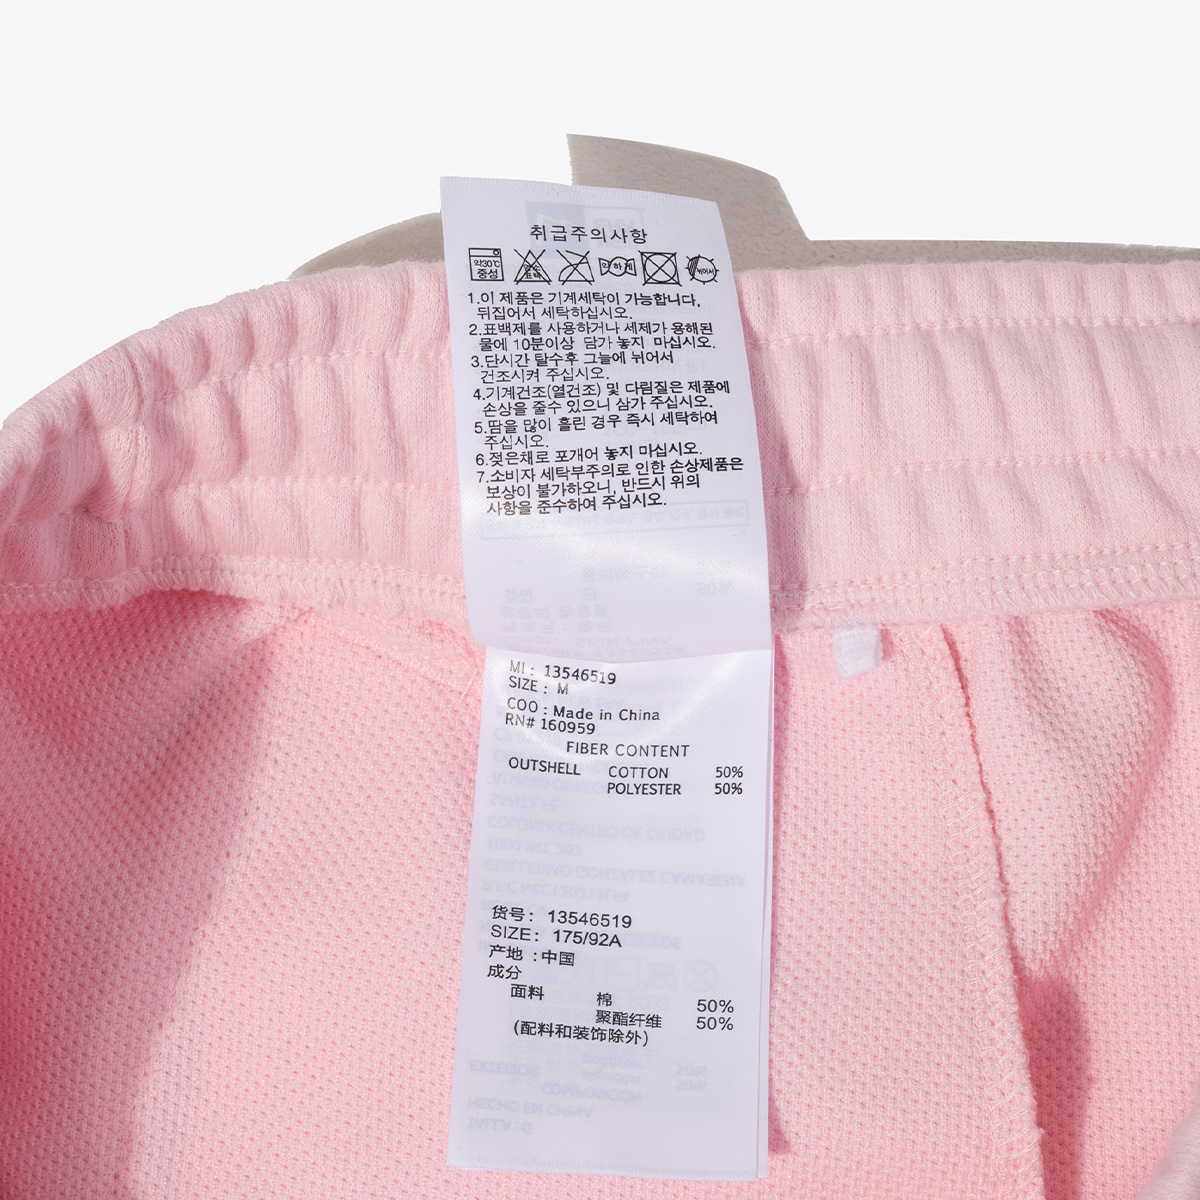 취급주의사항
약30℃
중성
약하게
뉘어서
1.이 제품은 기계세탁이 가능합니다,
뒤집어서 세탁하십시오.
2.표백제를 사용하거나 세제가 용해된
물에 10분이상 담가 놓지 마십시오.
3.단시간 탈수후 그늘에 뉘어서
건조시켜 주십시오.
4.기계건조(열건조) 및 다림질은 제품에
손상을 줄수 있으니 삼가 주십시오.
5.땀을 많이 흘린 경우 즉시 세탁하여
주십시오.
6.젖은채로 포개어 놓지 마십시오.
7.소비자 세탁부주의로 인한 손상제품은
보상이 불가하오니, 반드시 위의
사항을 준수하여 주십시오.
ML: 13546519
SIZE : M
COO : Made in China
RN# 160959
FIBER CONTENT
OUTSHELL COTTON 50%
POLYESTER 50%
货号: 13546519
SIZE: 175/92A
产地 :中国
成分
面料 棉 50%
聚酯纤维 50%
(配料和装饰除外)